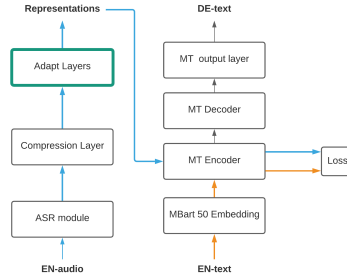 Representations
Adapt Layers
Compression Layer
ASR module
EN-audio
DE-text
MT output layer
MT Decoder
MT Encoder
Loss
MBart 50 Embedding
EN-text